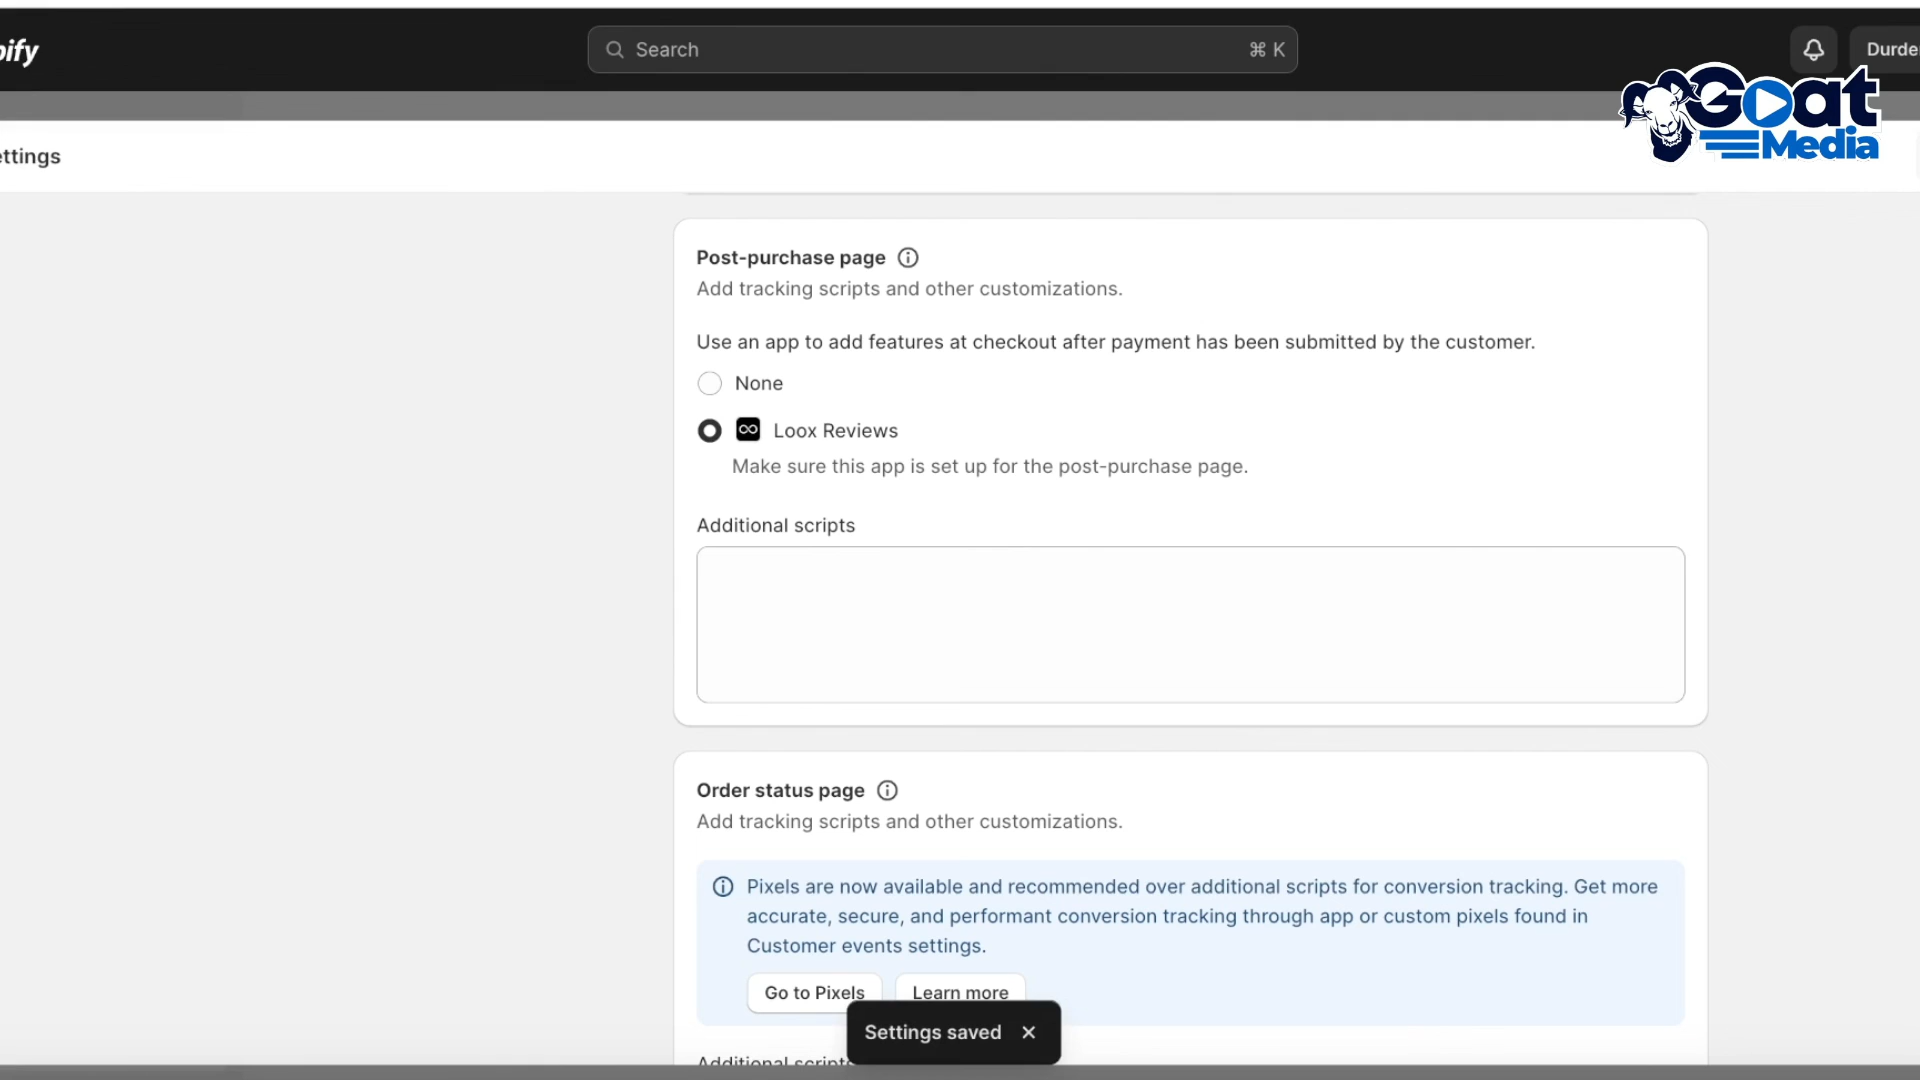 pify
Search
⌘ K
Durde
Goat
Media
ettings
Post-purchase page
Add tracking scripts and other customizations.
Use an app to add features at checkout after payment has been submitted by the customer.
None
Loox Reviews
Make sure this app is set up for the post-purchase page.
Additional scripts
Order status page
Add tracking scripts and other customizations.
Pixels are now available and recommended over additional scripts for conversion tracking. Get more
accurate, secure, and performant conversion tracking through app or custom pixels found in
Customer events settings.
Go to Pixels
Learn more
Settings saved
Additional scripts